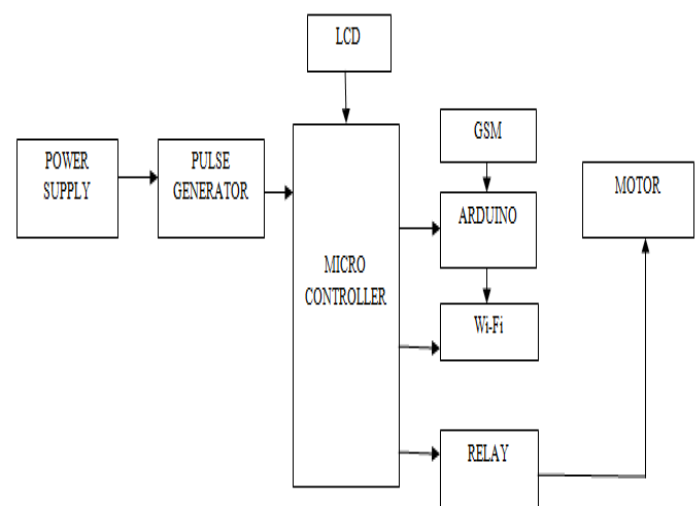 LCD
GSM
POWER
SUPPLY
PULSE
GENERATOR
MOTOR
ARDUINO
MICRO
CONTROLLER
Wi-Fi
RELAY